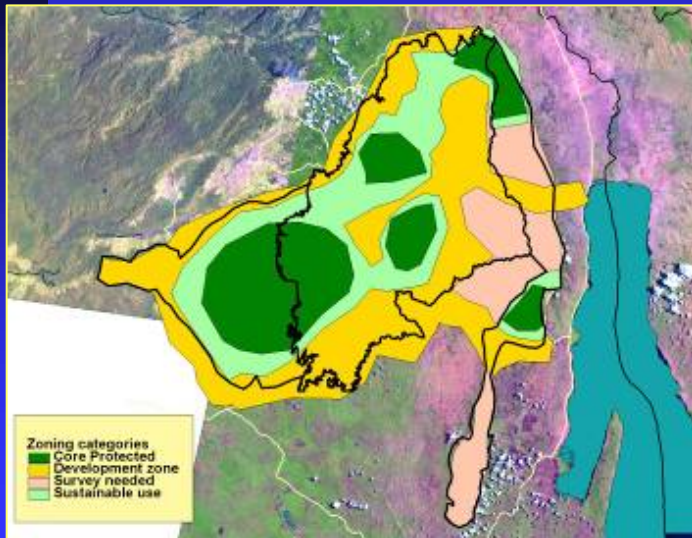 Zoning categories
Core Protected
Development zone
Survey needed
Sustainable use